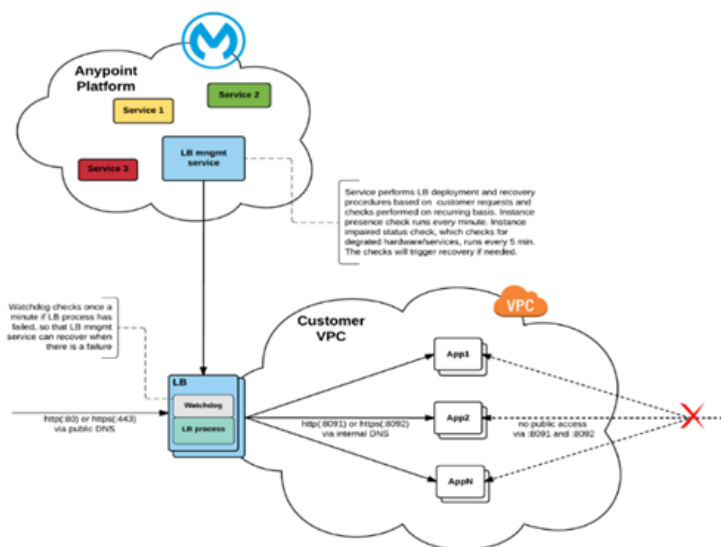 Anypoint
Platform
Service 1
Service 2
Service 3
LB mngmt
service
Service performs LB deployment and recovery
procedures based on customer requests and
checks performed on recurring basis. Instance
presence check runs every minute. Instance
impaired status check, which checks for
degrated hardware/services, runs every 5 min.
The checks will trigger recovery if needed.
Watchdog checks once a
minute if LB process has
failed, so that LB mngmt
service can recover when
there is a failure
VPC
Customer
VPC
LB
Watchdog
LB process
http(:80) or https(:443)
via public DNS
http(:8091) or https(:8092)
via internal DNS
App1
App2
AppN
no public access
via :8091 and :8092